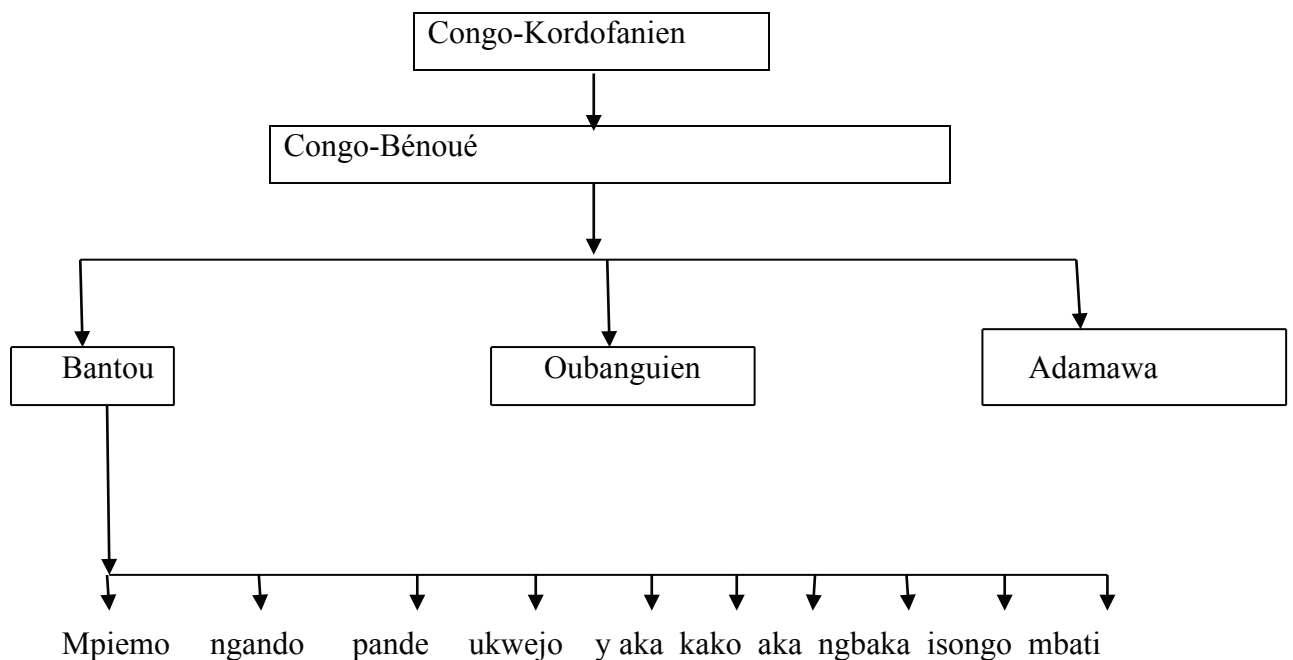 Congo-Kordofanien
Congo-Bénoué
Bantou Oubanguien Adamawa
Mpiemo ngando pande ukwejo y aka kako aka ngbaka isongo mbati